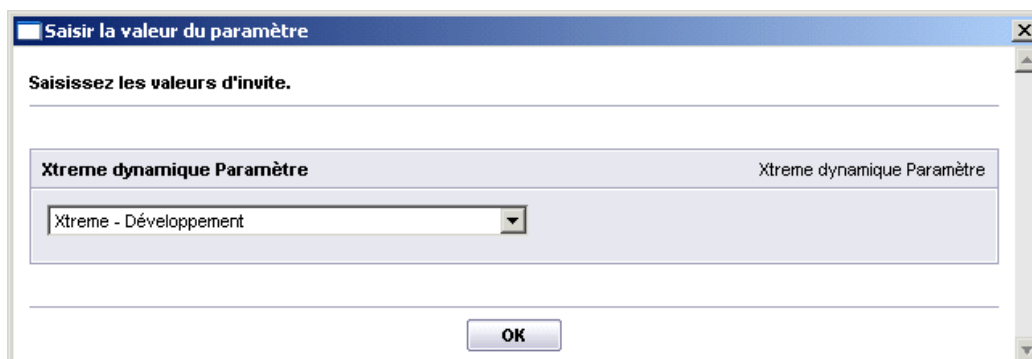 Saisir la valeur du paramètre
Saisissez les valeurs d'invite.
Xtreme dynamique Paramètre Xtreme dynamique Paramètre
Xtreme - Développement
OK